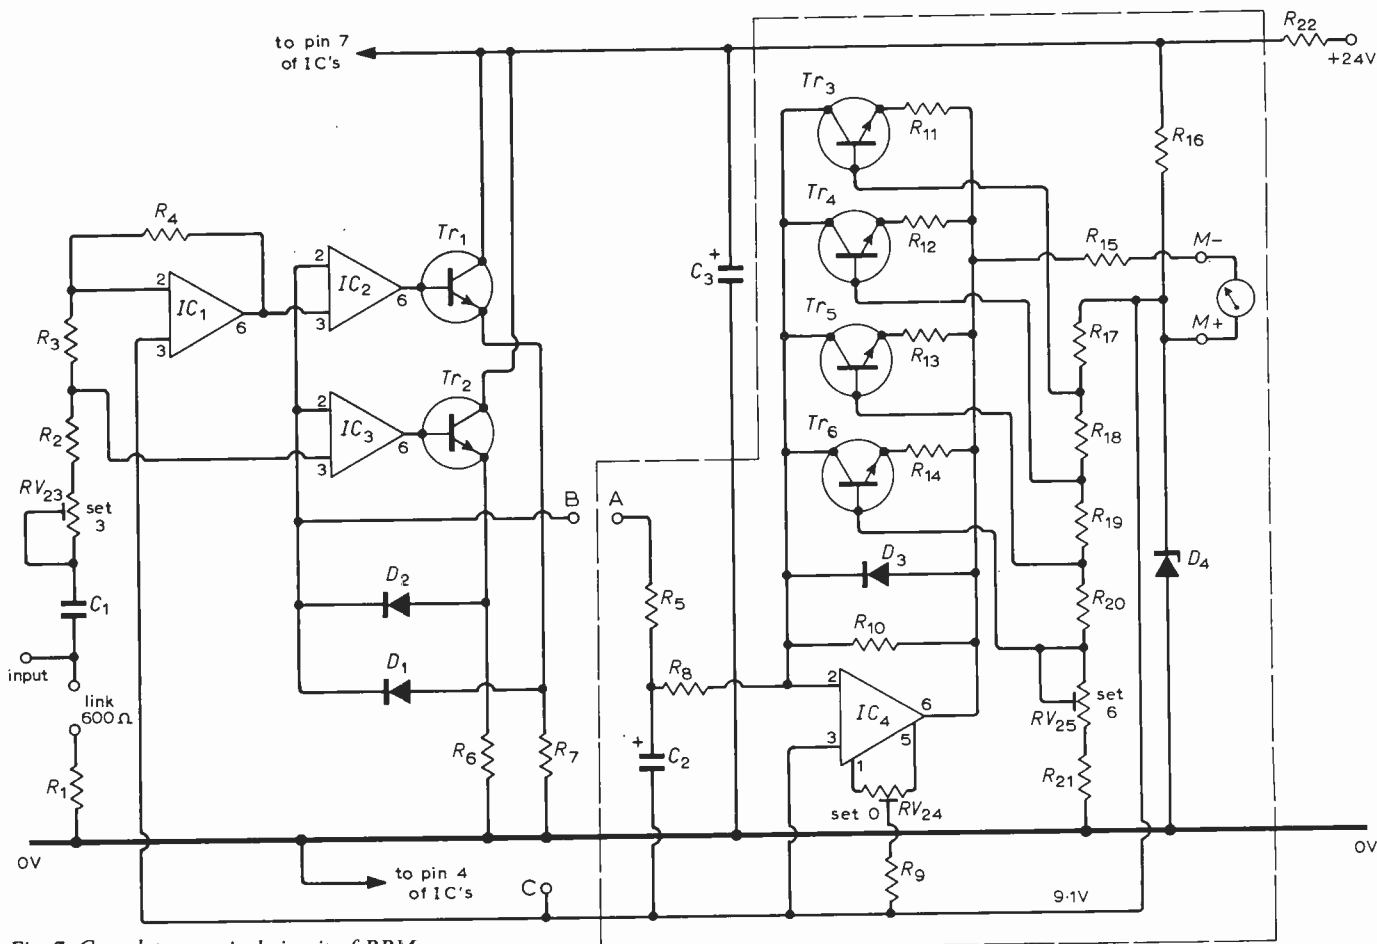 to pin 7
of IC's
R22
+24V
Tr3
R11
R16
R4
Tr1
Tr4
R12
R15
M−
2
IC2
6
3
C3
+
2
IC1
6
3
R3
Tr5
R13
R17
M+
Tr2
R2
2
IC3
6
3
Tr6
R14
R18
RV23
set
3
B
A
R19
D3
D4
C1
D2
R5
R20
R10
input
D1
R8
link
600Ω
2
IC4
6
3
5
1
RV25
set
6
R1
R6
R7
+
C2
set 0
RV24
R21
0V
0V
to pin 4
of IC's
C
R9
9·1V